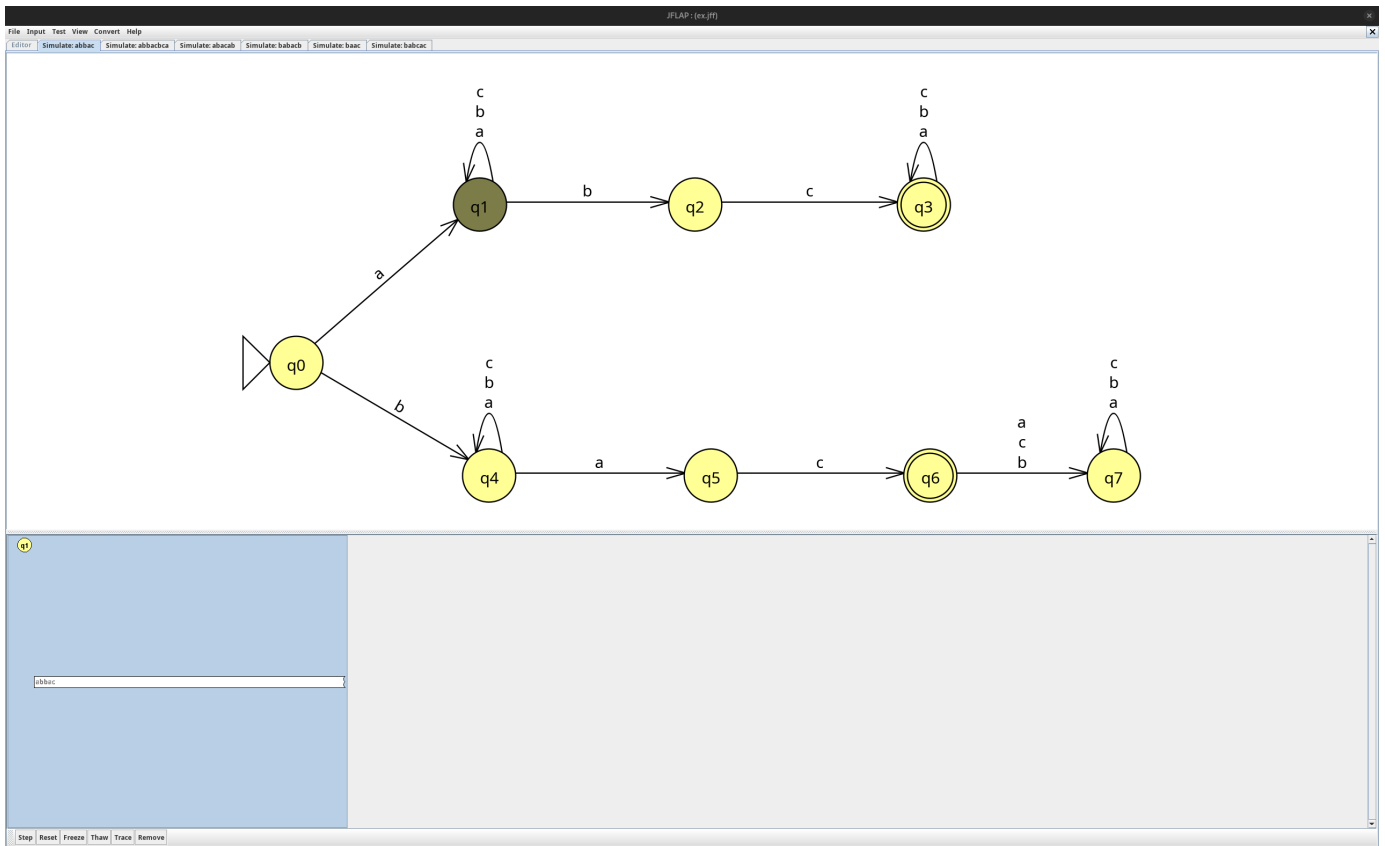 JFLAP : (ex.jff)
File Input Test View Convert Help
Editor Simulate: abbac Simulate: abbacbca Simulate: abacab Simulate: babacb Simulate: baac Simulate: babcac
c c
b b
a a
q1 b q2 c q3
a
q0
b
c c
b b
a a
a
c
b
q4 a q5 c q6 q7
q1
abbac
Step Reset Freeze Thaw Trace Remove